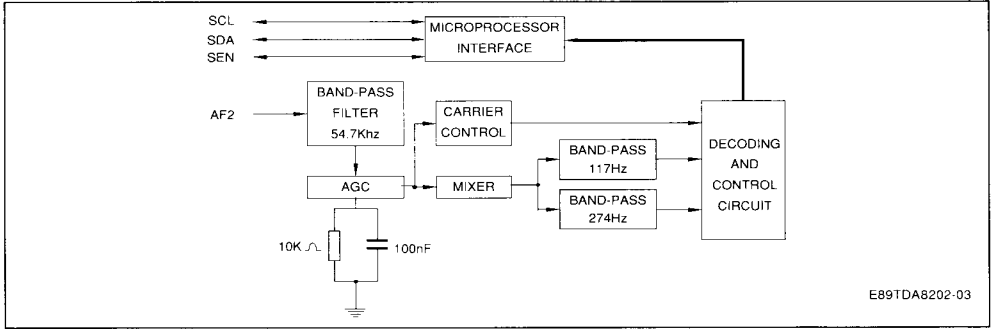 SCL
SDA
SEN
MICROPROCESSOR
INTERFACE
AF2
BAND-PASS
FILTER
54.7Khz
CARRIER
CONTROL
AGC
MIXER
BAND-PASS
117Hz
BAND-PASS
274Hz
DECODING
AND
CONTROL
CIRCUIT
10K
100nF
E89TDA8202-03